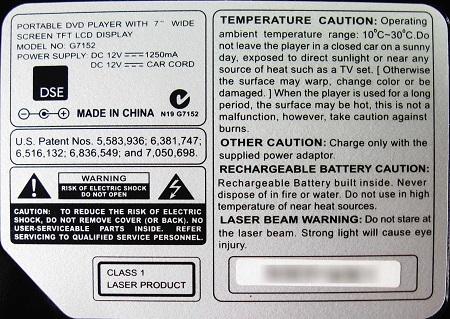 PORTABLE DVD PLAYER WITH 7" WIDE
SCREEN TFT LCD DISPLAY
MODEL NO: G7152
POWER SUPPLY: DC 12V⎓1250mA
DC 12V⎓CAR CORD
DSE
MADE IN CHINA
N19 G7152
U.S. Patent Nos. 5,583,936; 6,381,747;
6,516,132; 6,836,549; and 7,050,698.
WARNING
RISK OF ELECTRIC SHOCK
DO NOT OPEN
CAUTION: TO REDUCE THE RISK OF ELECTRIC
SHOCK, DO NOT REMOVE COVER (OR BACK). NO
USER-SERVICEABLE PARTS INSIDE. REFER
SERVICING TO QUALIFIED SERVICE PERSONNEL.
CLASS 1
LASER PRODUCT
TEMPERATURE CAUTION: Operating
ambient temperature range: 10°C~30°C.Do
not leave the player in a closed car on a sunny
day, exposed to direct sunlight or near any
source of heat such as a TV set. [ Otherwise
the surface may warp, change color or be
damaged. ] When the player is used for a long
period, the surface may be hot, this is not a
malfunction, however, take caution against
burns.
OTHER CAUTION: Charge only with the
supplied power adaptor.
RECHARGEABLE BATTERY CAUTION:
Rechargeable Battery built inside. Never
dispose of in fire or water. Do not use in high
temperature of near heat sources.
LASER BEAM WARNING: Do not stare at
the laser beam. Strong light will cause eye
injury.